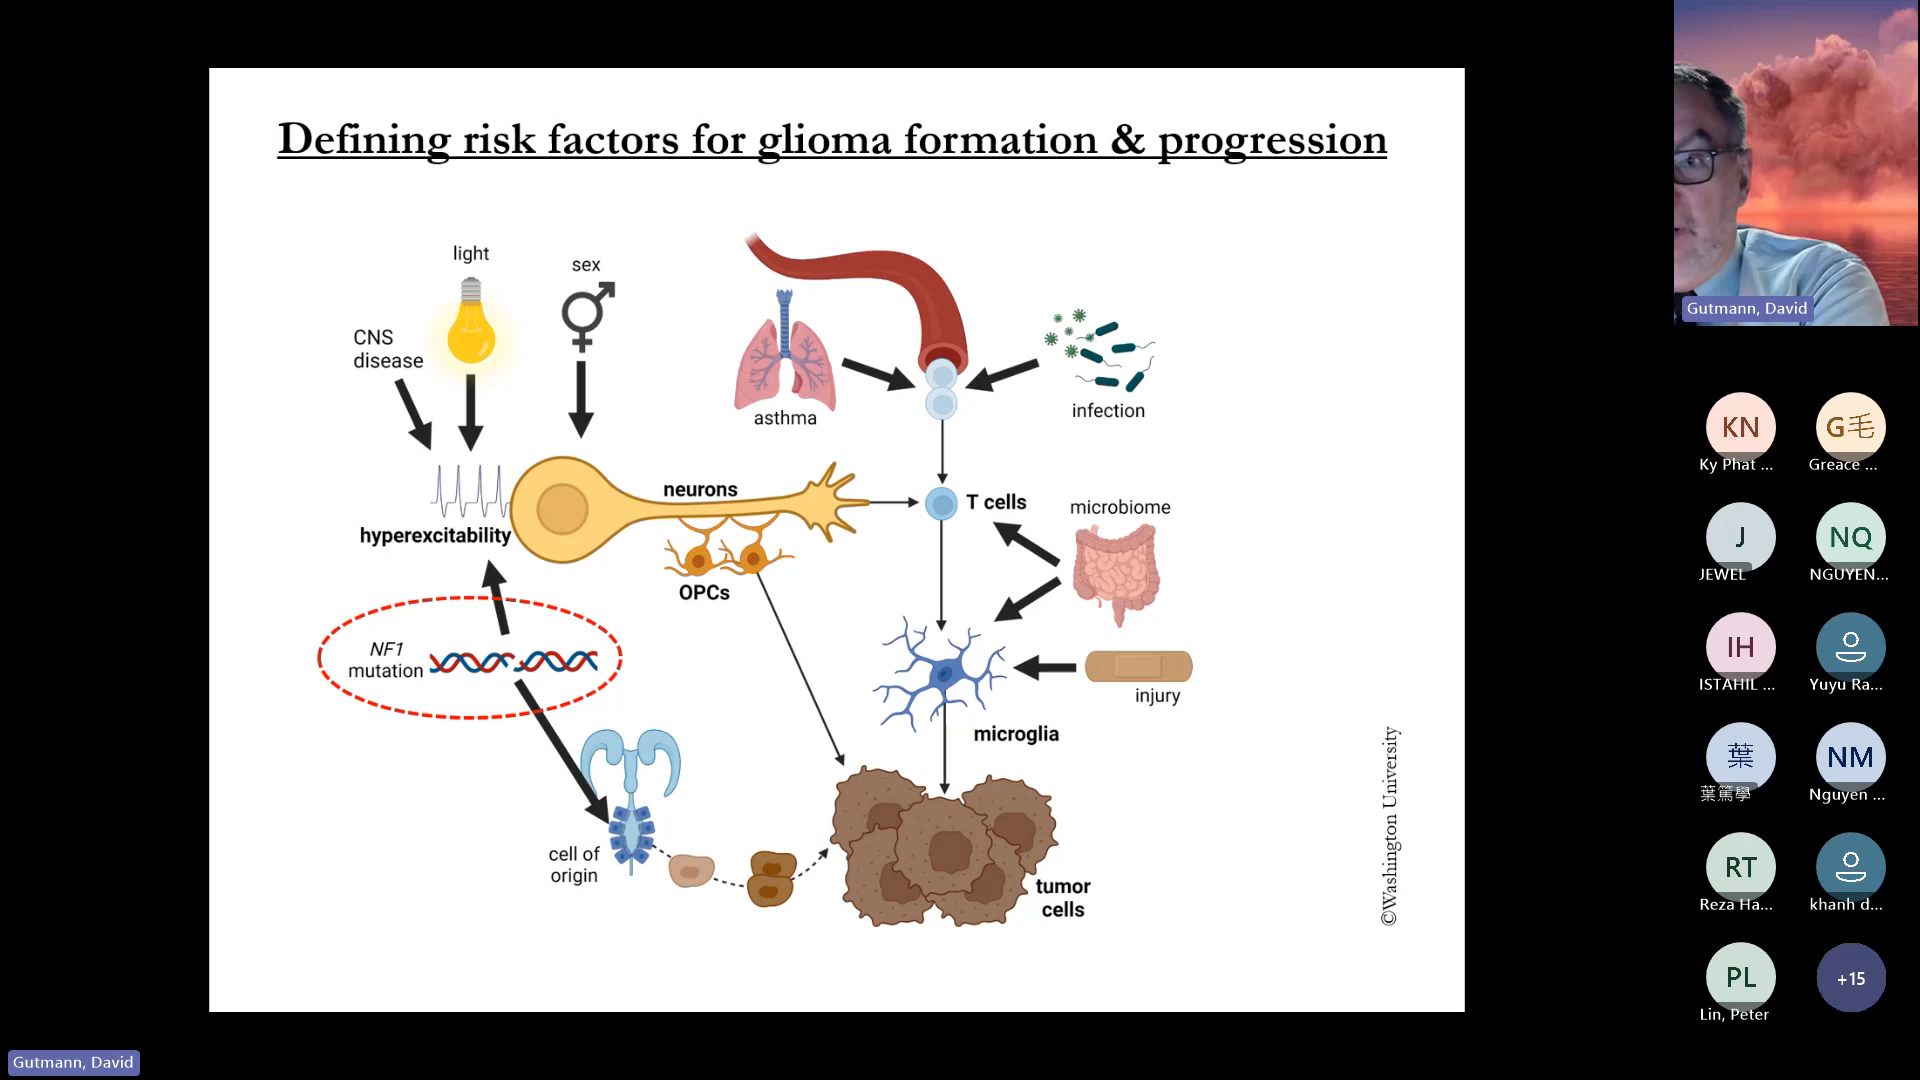 Defining risk factors for glioma formation & progression
light
sex
CNS
disease
asthma
infection
neurons
T cells
microbiome
hyperexcitability
OPCs
NF1
mutation
injury
microglia
cell of
origin
tumor
cells
©Washington University
Gutmann, David
KN
G毛
Ky Phat ...
Greace ...
J
NQ
JEWEL
NGUYEN...
IH
ISTAHIL ...
Yuyu Ra...
葉
NM
葉篤學
Nguyen ...
RT
Reza Ha...
khanh d...
PL
+15
Lin, Peter
Gutmann, David